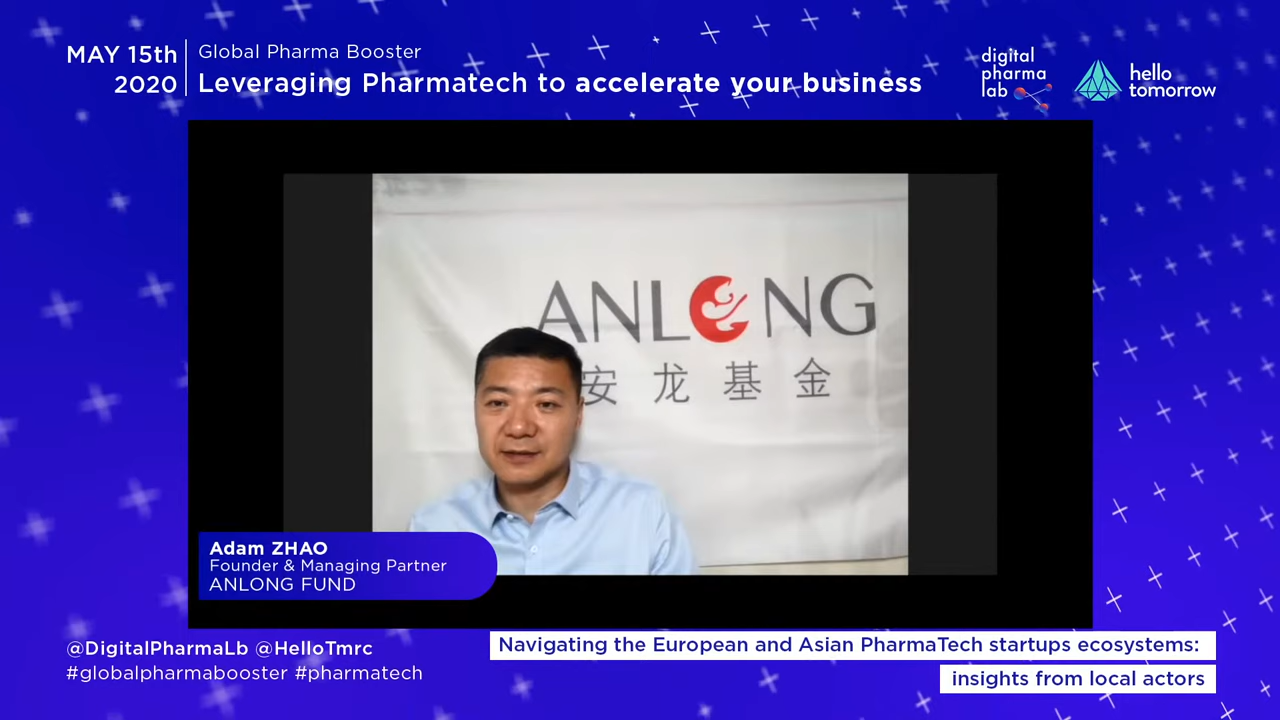 MAY 15th
2020
Global Pharma Booster
Leveraging Pharmatech to accelerate your business
digital
pharma
lab
hello
tomorrow
ANLONG
安龙基金
Adam ZHAO
Founder & Managing Partner
ANLONG FUND
@DigitalPharmaLb @HelloTmrc
#globalpharmabooster #pharmatech
Navigating the European and Asian PharmaTech startups ecosystems:
insights from local actors